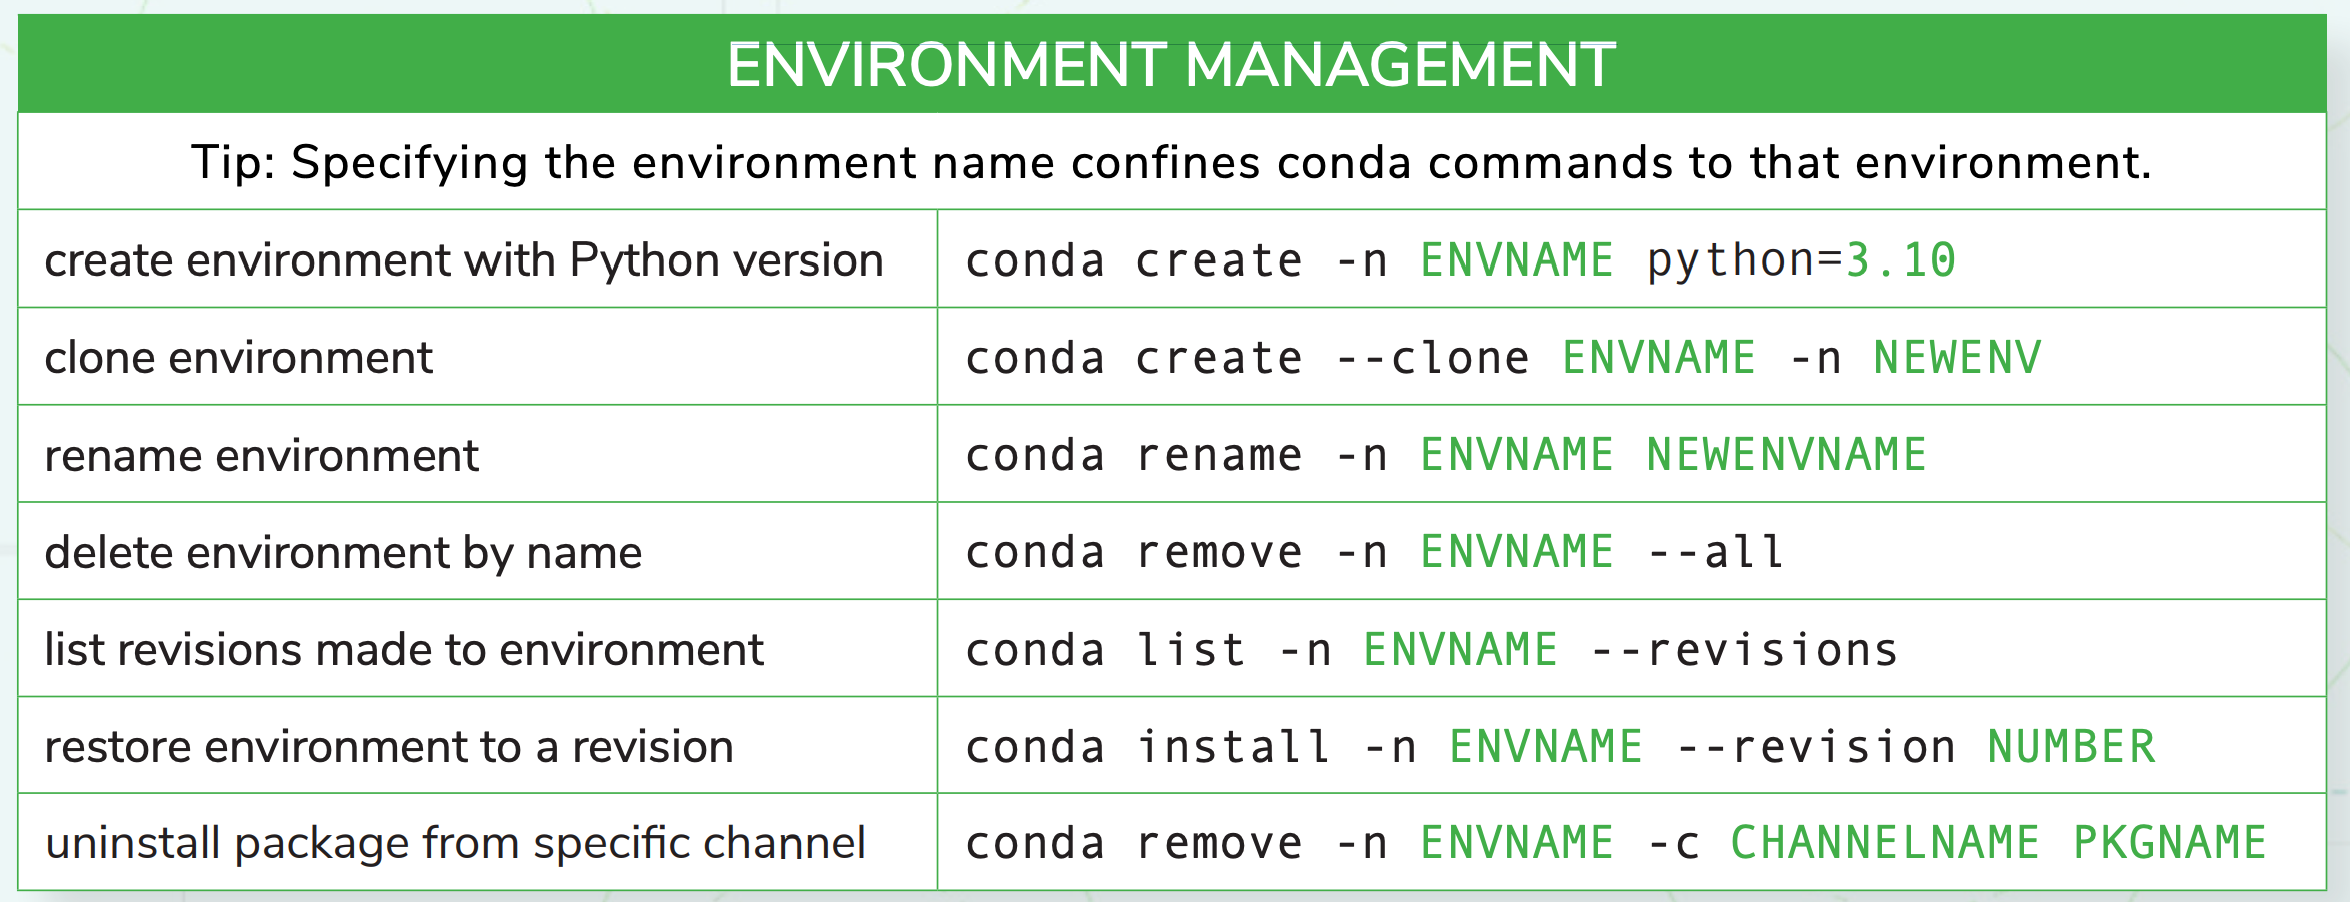 ENVIRONMENT MANAGEMENT
Tip: Specifying the environment name confines conda commands to that environment.
create environment with Python version conda create -n ENVNAME python=3.10
clone environment conda create --clone ENVNAME -n NEWENV
rename environment conda rename -n ENVNAME NEWENVNAME
delete environment by name conda remove -n ENVNAME --all
list revisions made to environment conda list -n ENVNAME --revisions
restore environment to a revision conda install -n ENVNAME --revision NUMBER
uninstall package from specific channel conda remove -n ENVNAME -c CHANNELNAME PKGNAME